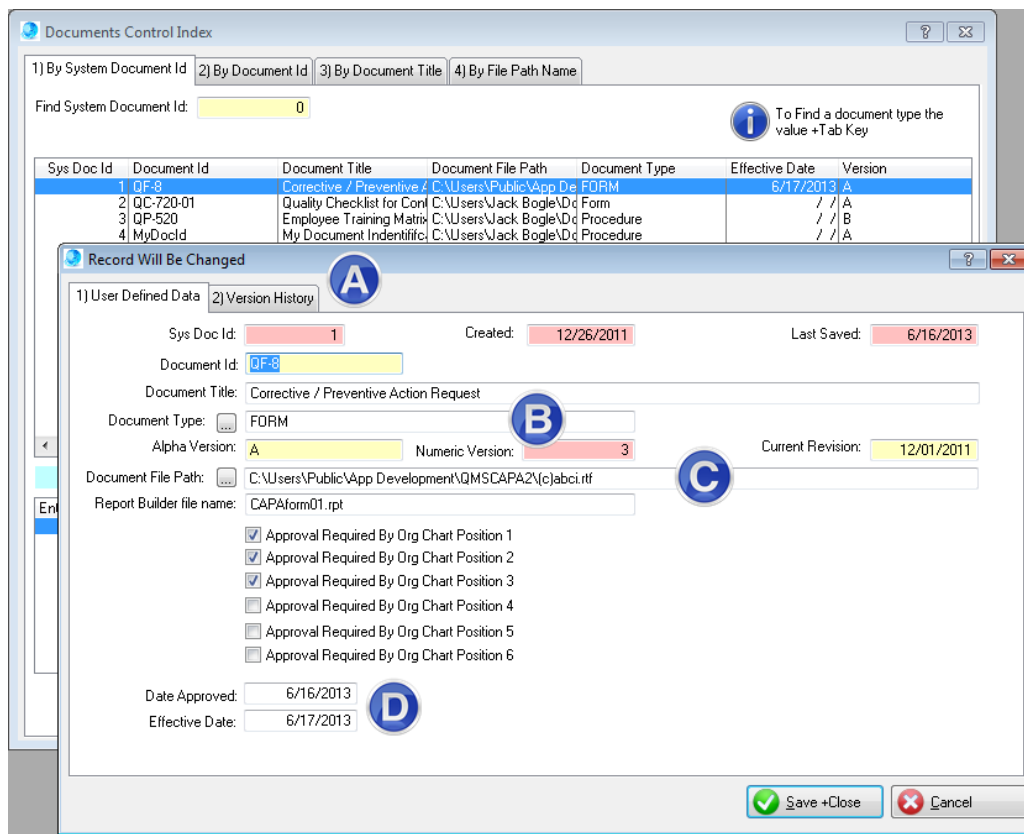 Documents Control Index
1) By System Document Id 2) By Document Id 3) By Document Title 4) By File Path Name
Find System Document Id: 0
To Find a document type the
value +Tab Key
Sys Doc Id Document Id Document Title Document File Path Document Type Effective Date Version
1 QF-8 Corrective / Preventive A C:\Users\Public\App De FORM 6/17/2013 A
2 QC-720-01 Quality Checklist for Cont C:\Users\Jack Bogle\Do Form / / A
3 QP-520 Employee Training Matrix C:\Users\Jack Bogle\Do Procedure / / B
4 MyDocId My Document Indentififc C:\Users\Jack Bogle\Do Procedure / / A
Record Will Be Changed
A
1) User Defined Data 2) Version History
Sys Doc Id: 1 Created: 12/26/2011 Last Saved: 6/16/2013
Document Id: QF-8
Document Title: Corrective / Preventive Action Request
Document Type: ... FORM
B
Alpha Version: A Numeric Version: 3 Current Revision: 12/01/2011
Document File Path: ... C:\Users\Public\App Development\QMSCAPA2\(c)abci.rtf
C
Report Builder file name: CAPAform01.rpt
Approval Required By Org Chart Position 1
Approval Required By Org Chart Position 2
Approval Required By Org Chart Position 3
Approval Required By Org Chart Position 4
Approval Required By Org Chart Position 5
Approval Required By Org Chart Position 6
Date Approved: 6/16/2013
D
Effective Date: 6/17/2013
Save +Close Cancel